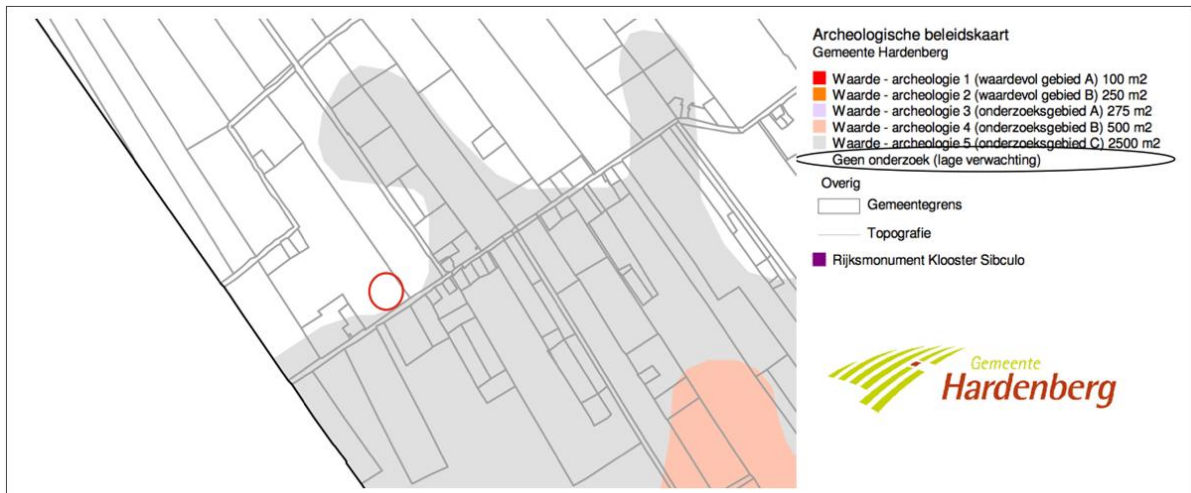 Archeologische beleidskaart
Gemeente Hardenberg
Waarde - archeologie 1 (waardevol gebied A) 100 m2
Waarde - archeologie 2 (waardevol gebied B) 250 m2
Waarde - archeologie 3 (onderzoeksgebied A) 275 m2
Waarde - archeologie 4 (onderzoeksgebied B) 500 m2
Waarde - archeologie 5 (onderzoeksgebied C) 2500 m2
Geen onderzoek (lage verwachting)
Overig
Gemeentegrens
Topografie
Rijksmonument Klooster Sibculo
Gemeente
Hardenberg